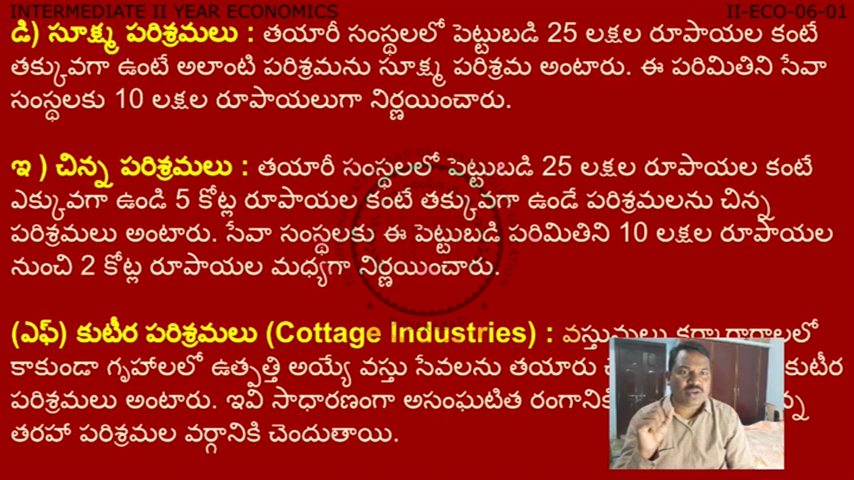 INTERMEDIATE II YEAR ECONOMICS II-ECO-06-01
డి) సూక్ష్మ పరిశ్రమలు : తయారీ సంస్థలలో పెట్టుబడి 25 లక్షల రూపాయల కంటే
తక్కువగా ఉంటే అలాంటి పరిశ్రమను సూక్ష్మ పరిశ్రమ అంటారు. ఈ పరిమితిని సేవా
సంస్థలకు 10 లక్షల రూపాయలుగా నిర్ణయించారు.
ఇ ) చిన్న పరిశ్రమలు : తయారీ సంస్థలలో పెట్టుబడి 25 లక్షల రూపాయల కంటే
ఎక్కువగా ఉండి 5 కోట్ల రూపాయల కంటే తక్కువగా ఉండే పరిశ్రమలను చిన్న
పరిశ్రమలు అంటారు. సేవా సంస్థలకు ఈ పెట్టుబడి పరిమితిని 10 లక్షల రూపాయల
నుంచి 2 కోట్ల రూపాయల మధ్యగా నిర్ణయించారు.
(ఎఫ్) కుటీర పరిశ్రమలు (Cottage Industries) : వస్తువులు కర్మాగారాలలో
కాకుండా గృహాలలో ఉత్పత్తి అయ్యే వస్తు సేవలను తయారు కుటీర
పరిశ్రమలు అంటారు. ఇవి సాధారణంగా అసంఘటిత రంగానికి
తరహా పరిశ్రమల వర్గానికి చెందుతాయి.